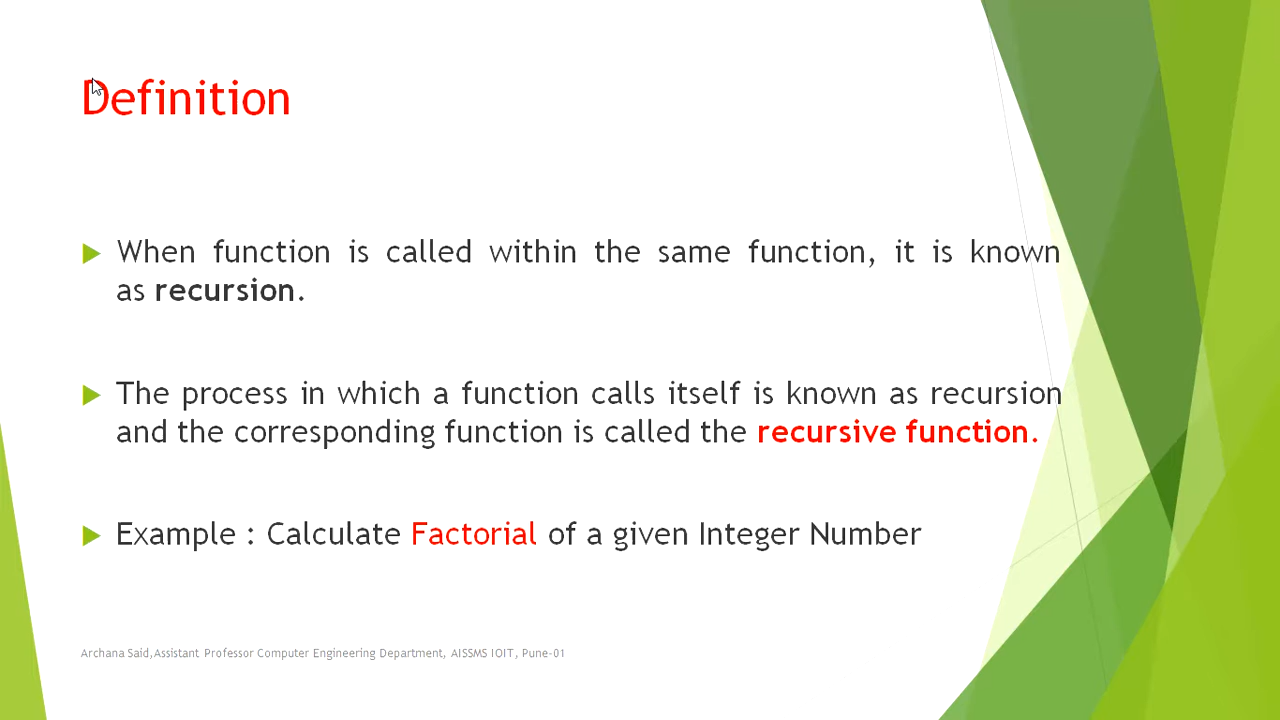 Definition
When function is called within the same function, it is known
as recursion.
The process in which a function calls itself is known as recursion
and the corresponding function is called the recursive function.
Example : Calculate Factorial of a given Integer Number
Archana Said,Assistant Professor Computer Engineering Department, AISSMS IOIT, Pune-01